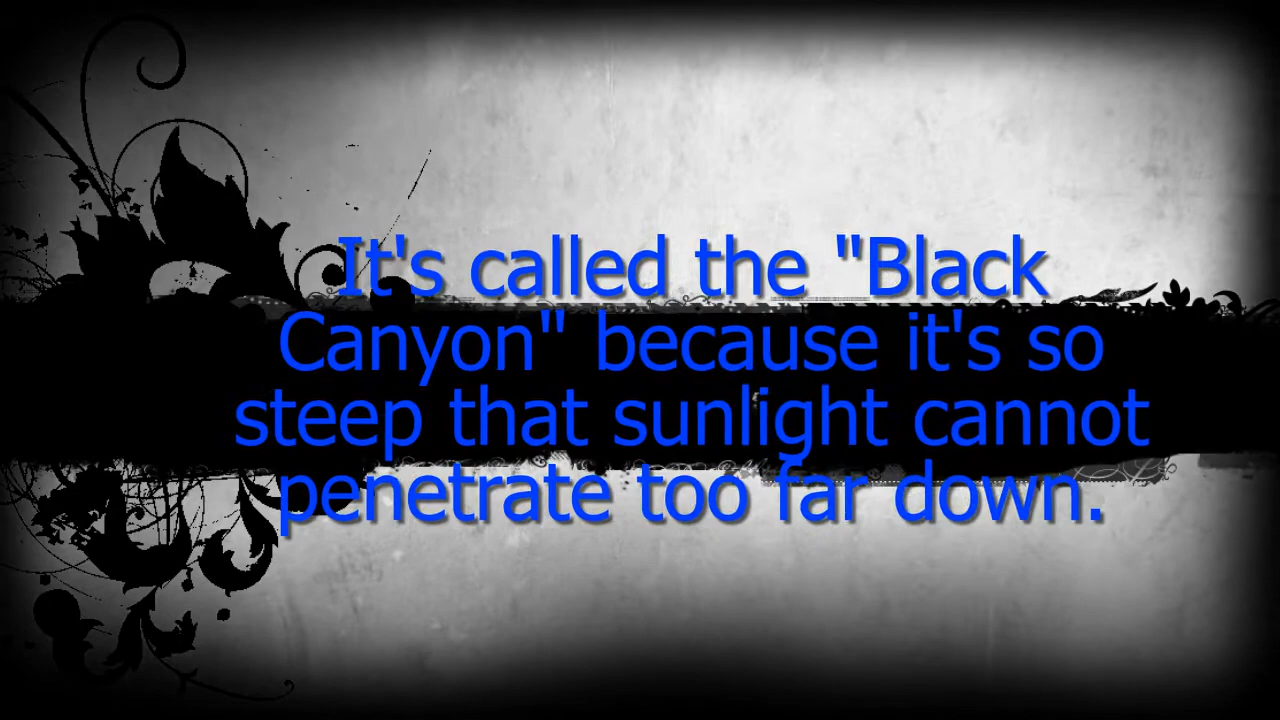 It's called the "Black
Canyon" because it's so
steep that sunlight cannot
penetrate too far down.